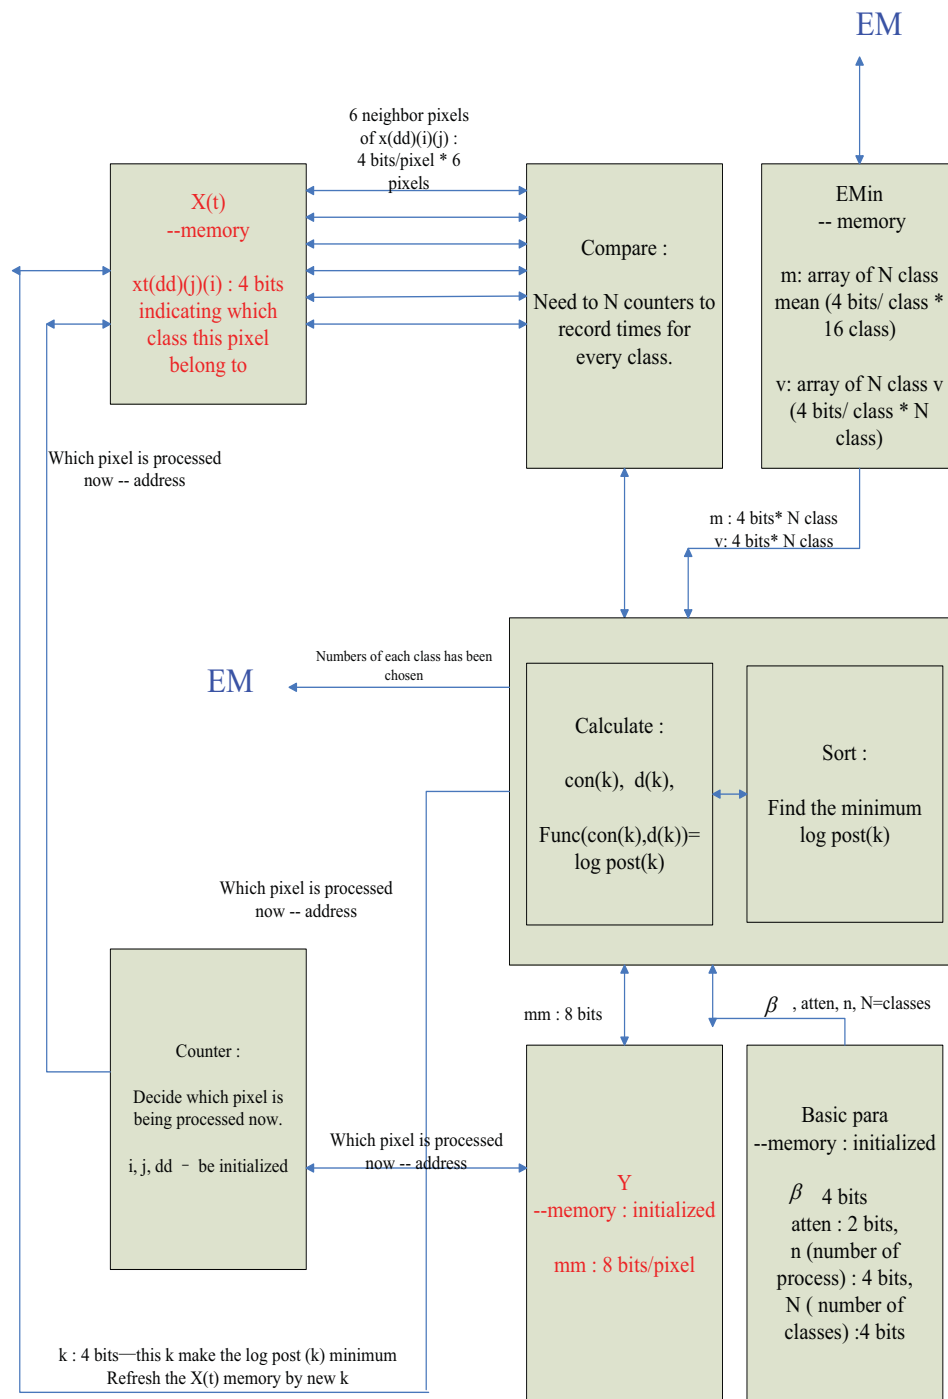 EM
6 neighbor pixels
of x(dd)(i)(j) :
4 bits/pixel * 6
pixels
X(t)
--memory
xt(dd)(j)(i) : 4 bits
indicating which
class this pixel
belong to
Compare :
Need to N counters to
record times for
every class.
EMin
-- memory
m: array of N class
mean (4 bits/ class *
16 class)
v: array of N class v
(4 bits/ class * N
class)
Which pixel is processed
now -- address
m : 4 bits* N class
v: 4 bits* N class
Numbers of each class has been
chosen
EM
Calculate :
con(k), d(k),
Func(con(k),d(k))=
log post(k)
Sort :
Find the minimum
log post(k)
Which pixel is processed
now -- address
mm : 8 bits
β , atten, n, N=classes
Counter :
Decide which pixel is
being processed now.
i, j, dd – be initialized
Which pixel is processed
now -- address
Y
--memory : initialized
mm : 8 bits/pixel
Basic para
--memory : initialized
β 4 bits
atten : 2 bits,
n (number of
process) : 4 bits,
N ( number of
classes) :4 bits
k : 4 bits—this k make the log post (k) minimum
Refresh the X(t) memory by new k